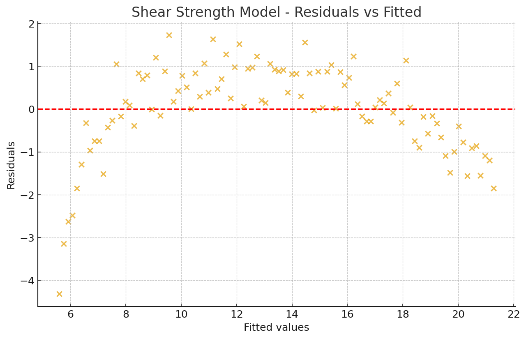 Shear Strength Model - Residuals vs Fitted
2
1
0
−1
−2
−3
−4
Residuals
6 8 10 12 14 16 18 20 22
Fitted values